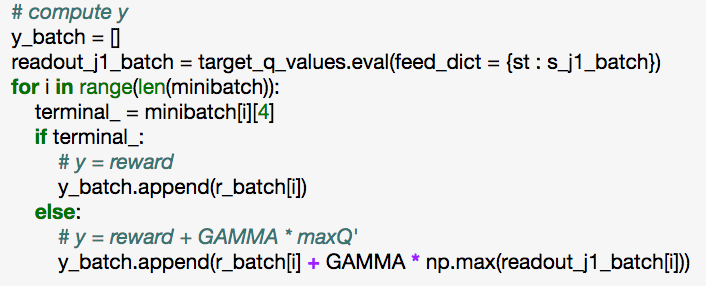 # compute y
y_batch = []
readout_j1_batch = target_q_values.eval(feed_dict = {st : s_j1_batch})
for i in range(len(minibatch)):
    terminal_ = minibatch[i][4]
    if terminal_:
        # y = reward
        y_batch.append(r_batch[i])
    else:
        # y = reward + GAMMA * maxQ'
        y_batch.append(r_batch[i] + GAMMA * np.max(readout_j1_batch[i]))